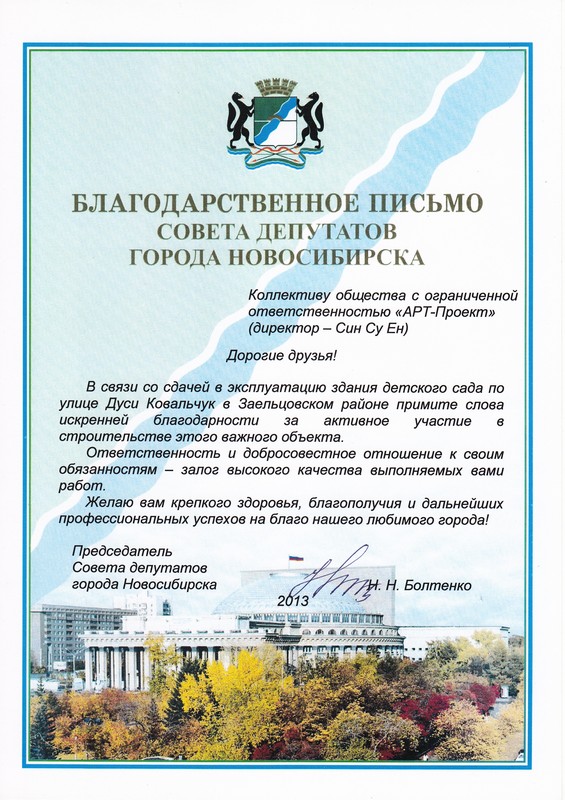 БЛАГОДАРСТВЕННОЕ ПИСЬМО
СОВЕТА ДЕПУТАТОВ
ГОРОДА НОВОСИБИРСКА
Коллективу общества с ограниченной
ответственностью «АРТ-Проект»
(директор – Син Су Ен)
Дорогие друзья!
В связи со сдачей в эксплуатацию здания детского сада по
улице Дуси Ковальчук в Заельцовском районе примите слова
искренней благодарности за активное участие в
строительстве этого важного объекта.
Ответственность и добросовестное отношение к своим
обязанностям – залог высокого качества выполняемых вами
работ.
Желаю вам крепкого здоровья, благополучия и дальнейших
профессиональных успехов на благо нашего любимого города!
Председатель
Совета депутатов
города Новосибирска
Н. Н. Болтенко
2013